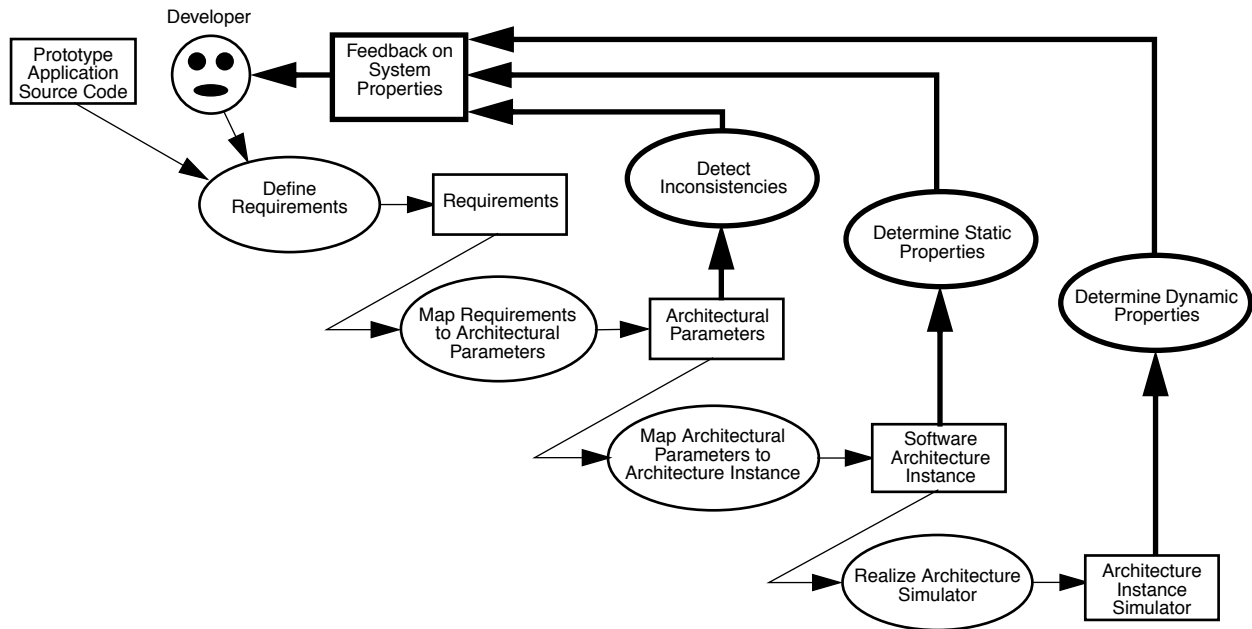 Developer
Prototype
Application
Source Code
Feedback on
System
Properties
Define
Requirements
Requirements
Detect
Inconsistencies
Determine Static
Properties
Determine Dynamic
Properties
Map Requirements
to Architectural
Parameters
Architectural
Parameters
Map Architectural
Parameters to
Architecture Instance
Software
Architecture
Instance
Realize Architecture
Simulator
Architecture
Instance
Simulator